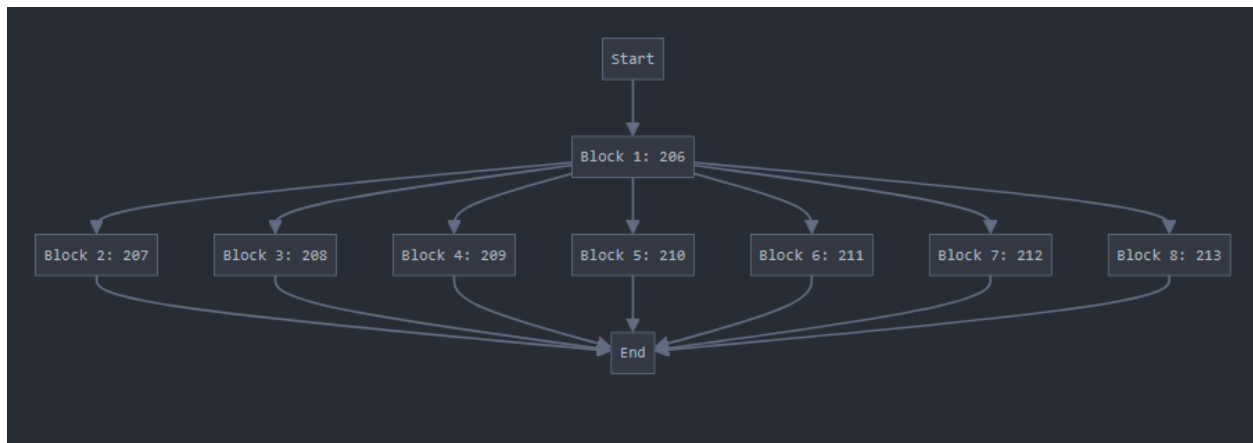 Start
Block 1: 206
Block 2: 207
Block 3: 208
Block 4: 209
Block 5: 210
Block 6: 211
Block 7: 212
Block 8: 213
End